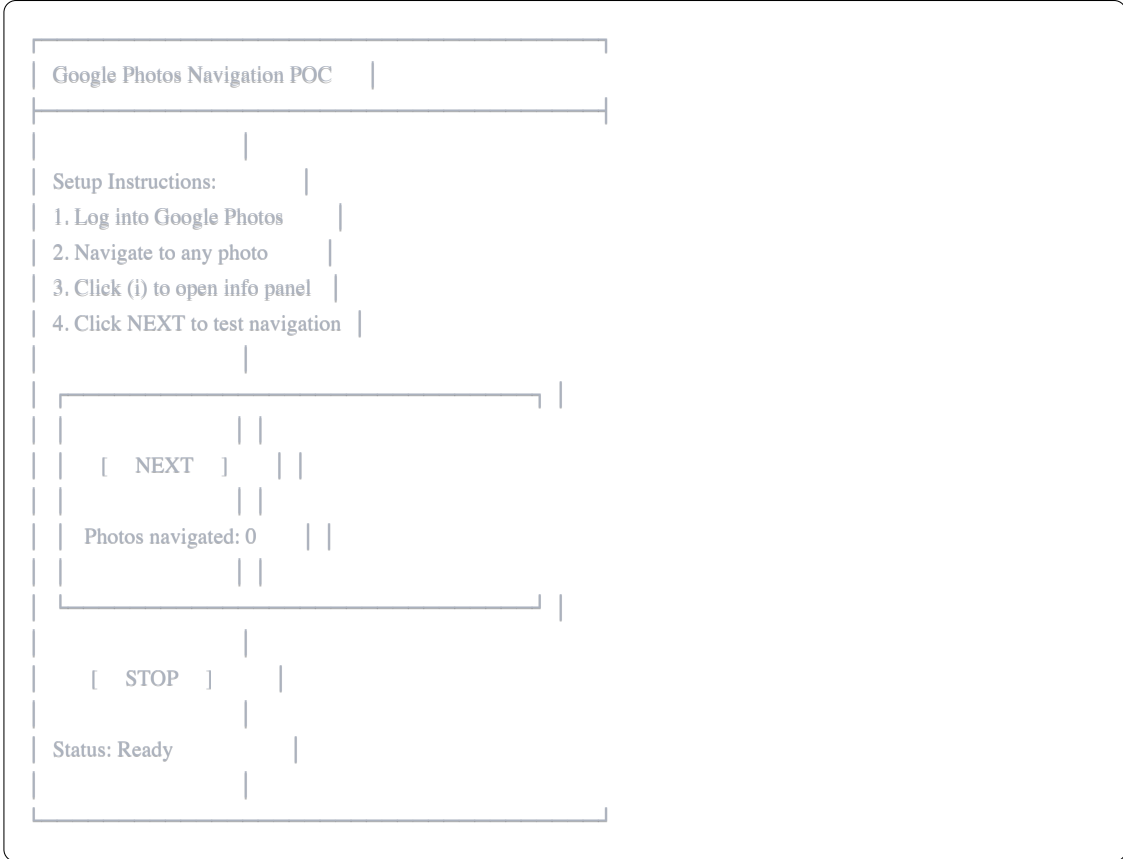 Google Photos Navigation POC
Setup Instructions:
1. Log into Google Photos
2. Navigate to any photo
3. Click (i) to open info panel
4. Click NEXT to test navigation
[ NEXT ]
Photos navigated: 0
[ STOP ]
Status: Ready